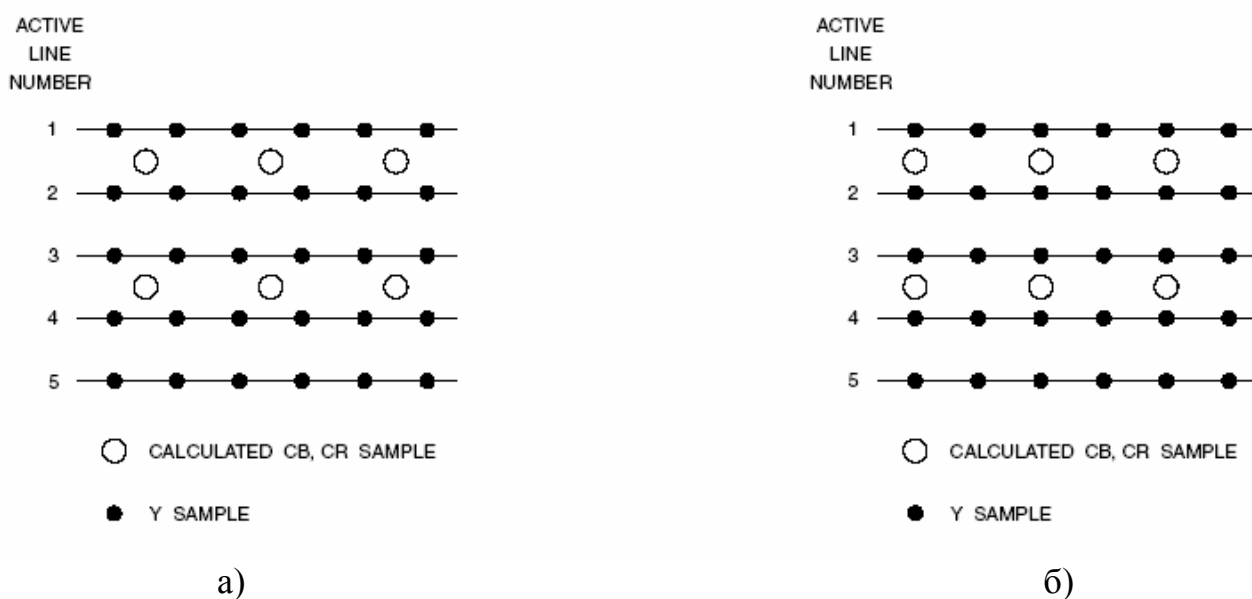 ACTIVE
LINE
NUMBER
1
2
3
4
5
CALCULATED CB, CR SAMPLE
Y SAMPLE
а)
ACTIVE
LINE
NUMBER
1
2
3
4
5
CALCULATED CB, CR SAMPLE
Y SAMPLE
б)